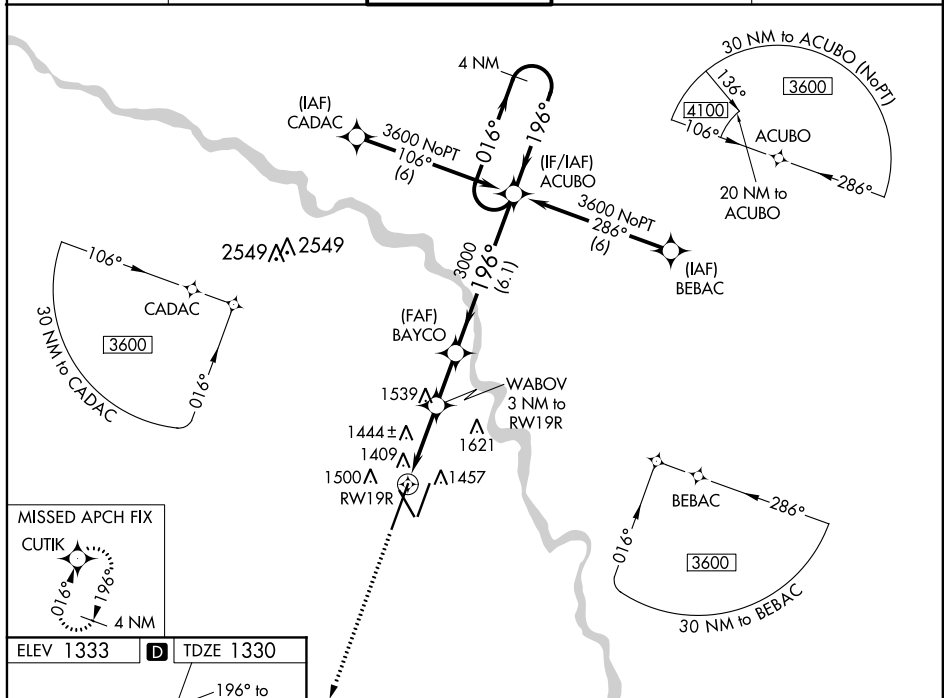 30 NM to ACUBO (NoPT)
136°
3600
4100
106°
ACUBO
286°
20 NM to
ACUBO
4 NM
016°
196°
(IAF)
CADAC
3600 NoPT
106°
(6)
(IF/IAF)
ACUBO
3600 NoPT
286°
(6)
(IAF)
BEBAC
2549
2549
3000
196°
(6.1)
106°
CADAC
3600
016°
30 NM to CADAC
(FAF)
BAYCO
1539
WABOV
3 NM to
RW19R
1444±
1621
1409
1500
1457
RW19R
BEBAC
286°
016°
3600
30 NM to BEBAC
MISSED APCH FIX
CUTIK
016°
196°
4 NM
ELEV 1333
D
TDZE 1330
196° to